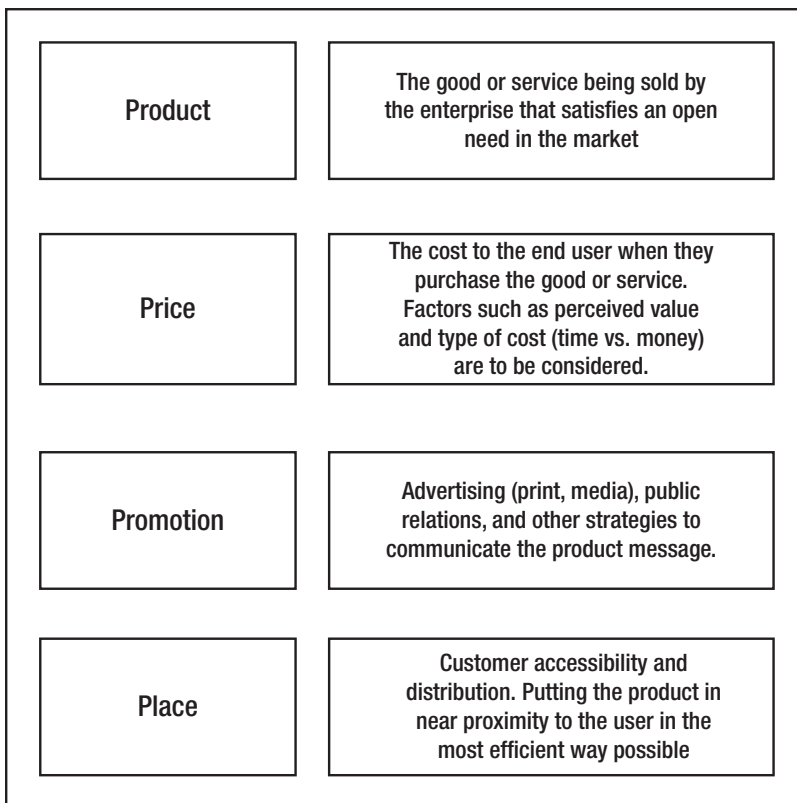 Product
The good or service being sold by
the enterprise that satisfies an open
need in the market
Price
The cost to the end user when they
purchase the good or service.
Factors such as perceived value
and type of cost (time vs. money)
are to be considered.
Promotion
Advertising (print, media), public
relations, and other strategies to
communicate the product message.
Place
Customer accessibility and
distribution. Putting the product in
near proximity to the user in the
most efficient way possible